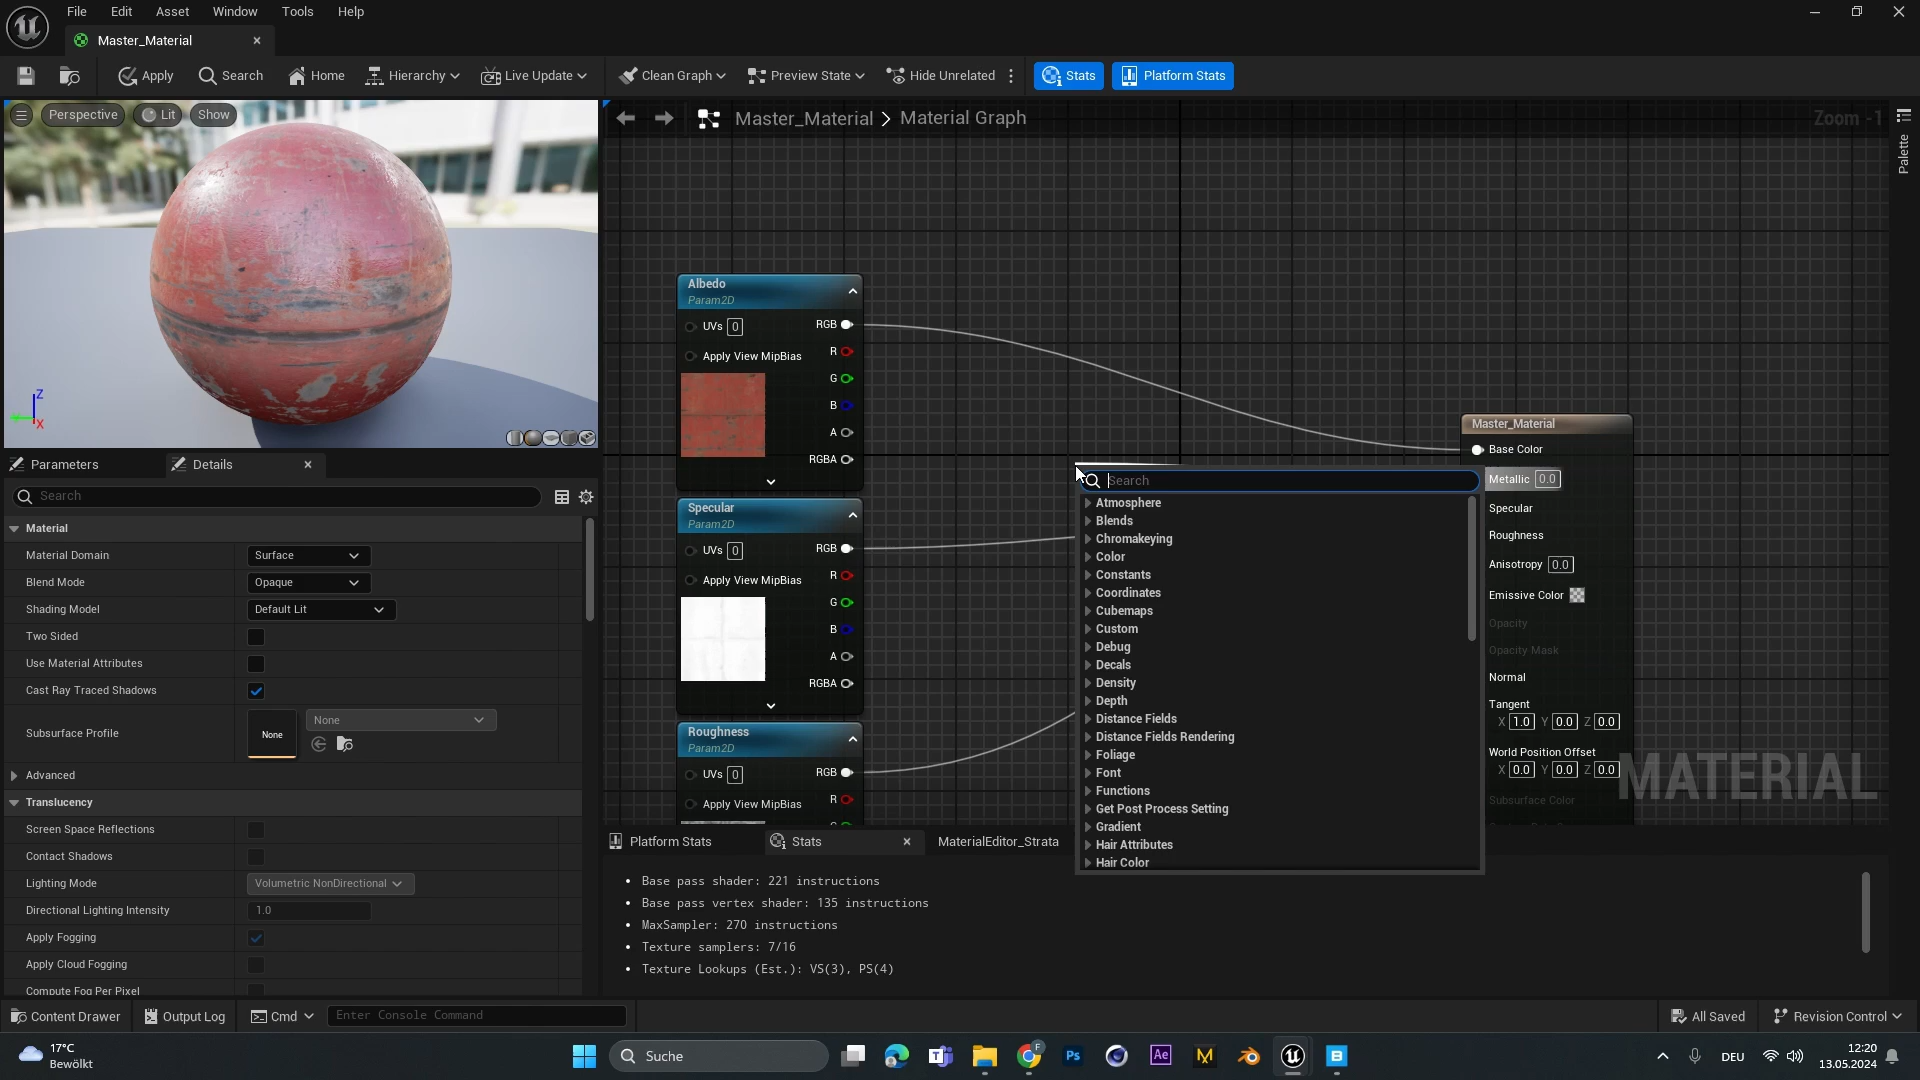 File Edit Asset Window Tools Help
Master_Material
Apply Search Home Hierarchy Live Update Clean Graph Preview State Hide Unrelated Stats Platform Stats
Perspective Lit Show
Z
X
Master_Material > Material Graph
Zoom -1
Palette
Albedo
Param2D
UVs 0 RGB
Apply View MipBias R
G
B
A
RGBA
Specular
Param2D
UVs 0 RGB
Apply View MipBias R
G
B
A
RGBA
Roughness
Param2D
UVs 0 RGB
Apply View MipBias R
Search
Atmosphere
Blends
Chromakeying
Color
Constants
Coordinates
Cubemaps
Custom
Debug
Decals
Density
Depth
Distance Fields
Distance Fields Rendering
Foliage
Font
Functions
Get Post Process Setting
Gradient
Hair Attributes
Hair Color
Master_Material
Base Color
Metallic 0.0
Specular
Roughness
Anisotropy 0.0
Emissive Color
Opacity
Opacity Mask
Normal
Tangent
X 1.0 Y 0.0 Z 0.0
World Position Offset
X 0.0 Y 0.0 Z 0.0
Subsurface Color
MATERIAL
Parameters Details
Search
Material
Material Domain Surface
Blend Mode Opaque
Shading Model Default Lit
Two Sided
Use Material Attributes
Cast Ray Traced Shadows
Subsurface Profile None None
Advanced
Translucency
Screen Space Reflections
Contact Shadows
Lighting Mode Volumetric NonDirectional
Directional Lighting Intensity 1.0
Apply Fogging
Apply Cloud Fogging
Compute Fog Per Pixel
Platform Stats Stats MaterialEditor_Strata
• Base pass shader: 221 instructions
• Base pass vertex shader: 135 instructions
• MaxSampler: 270 instructions
• Texture samplers: 7/16
• Texture Lookups (Est.): VS(3), PS(4)
Content Drawer Output Log Cmd Enter Console Command All Saved Revision Control
17°C
Bewölkt
Suche
F
Ps
Ae
M
B
DEU
12:20
13.05.2024